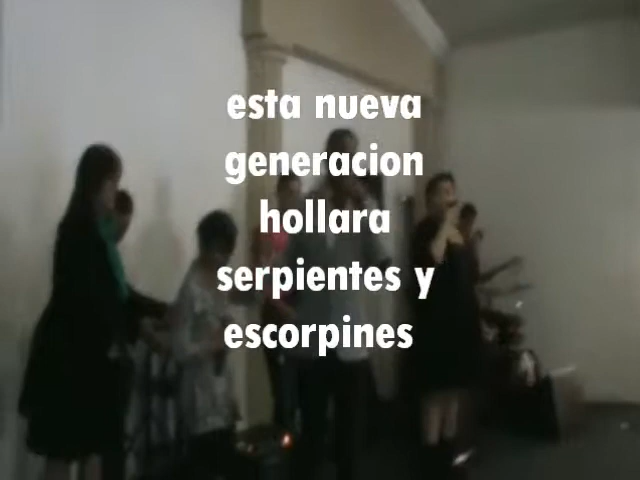 esta nueva
generacion
hollara
serpientes y
escorpines